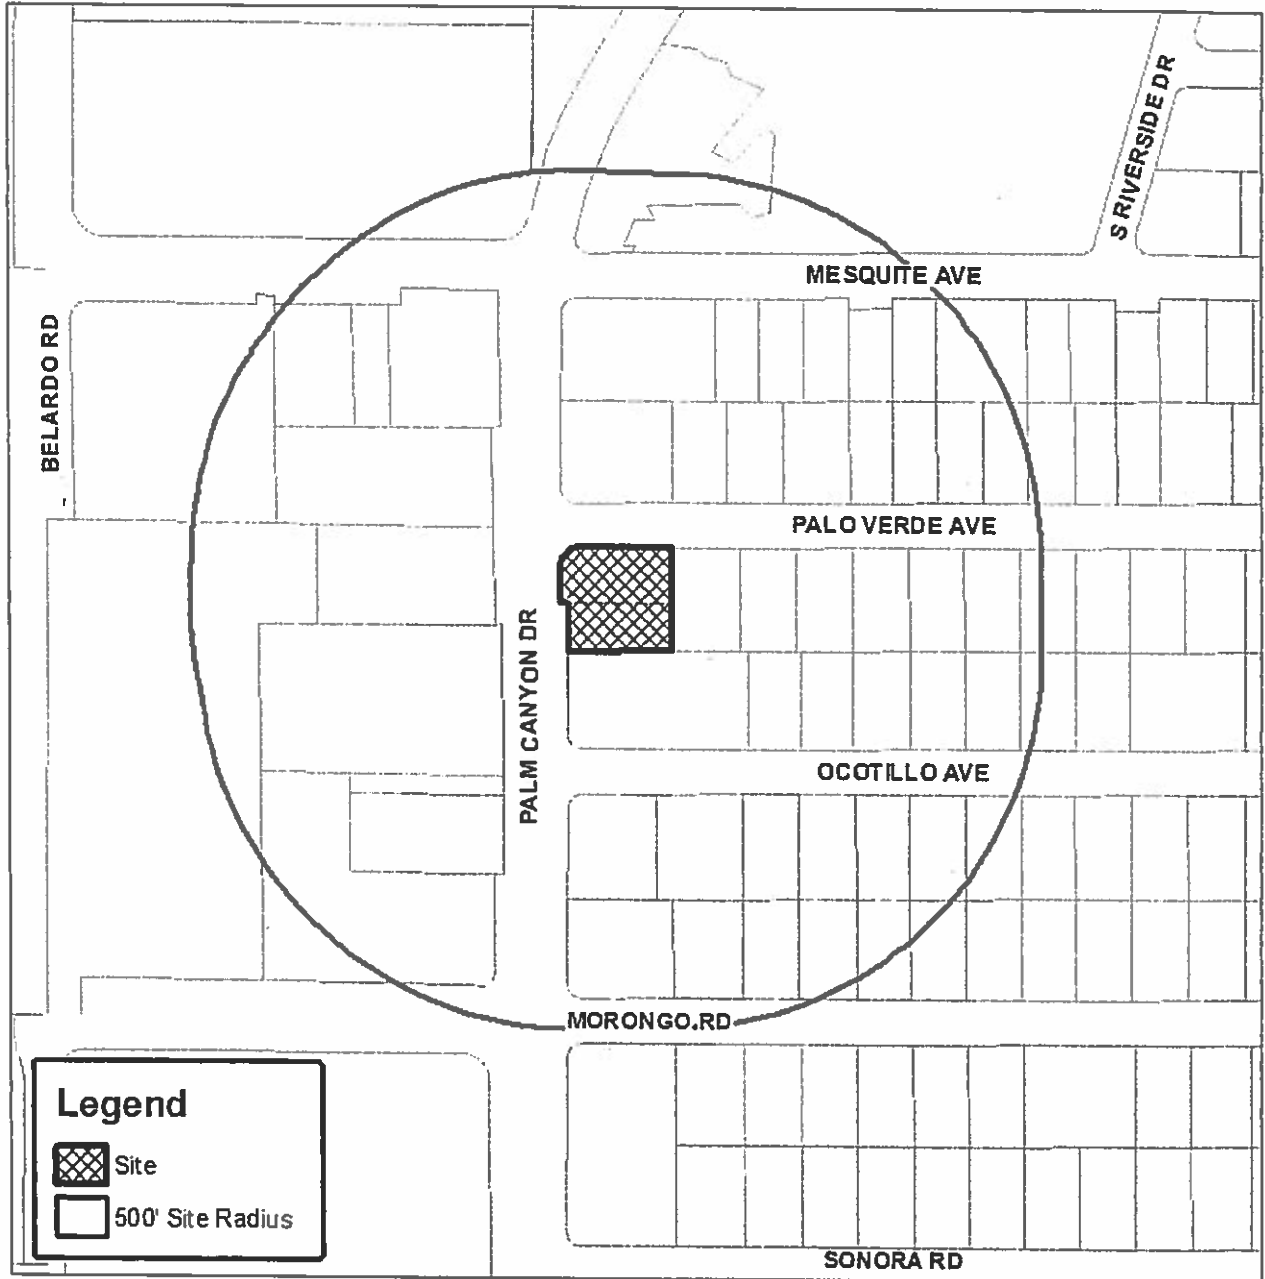 S RIVERSIDE DR
MESQUITE AVE
BELARDO RD
PALO VERDE AVE
PALM CANYON DR
OCOTILLO AVE
MORONGO.RD
Legend
Site
500' Site Radius
SONORA RD